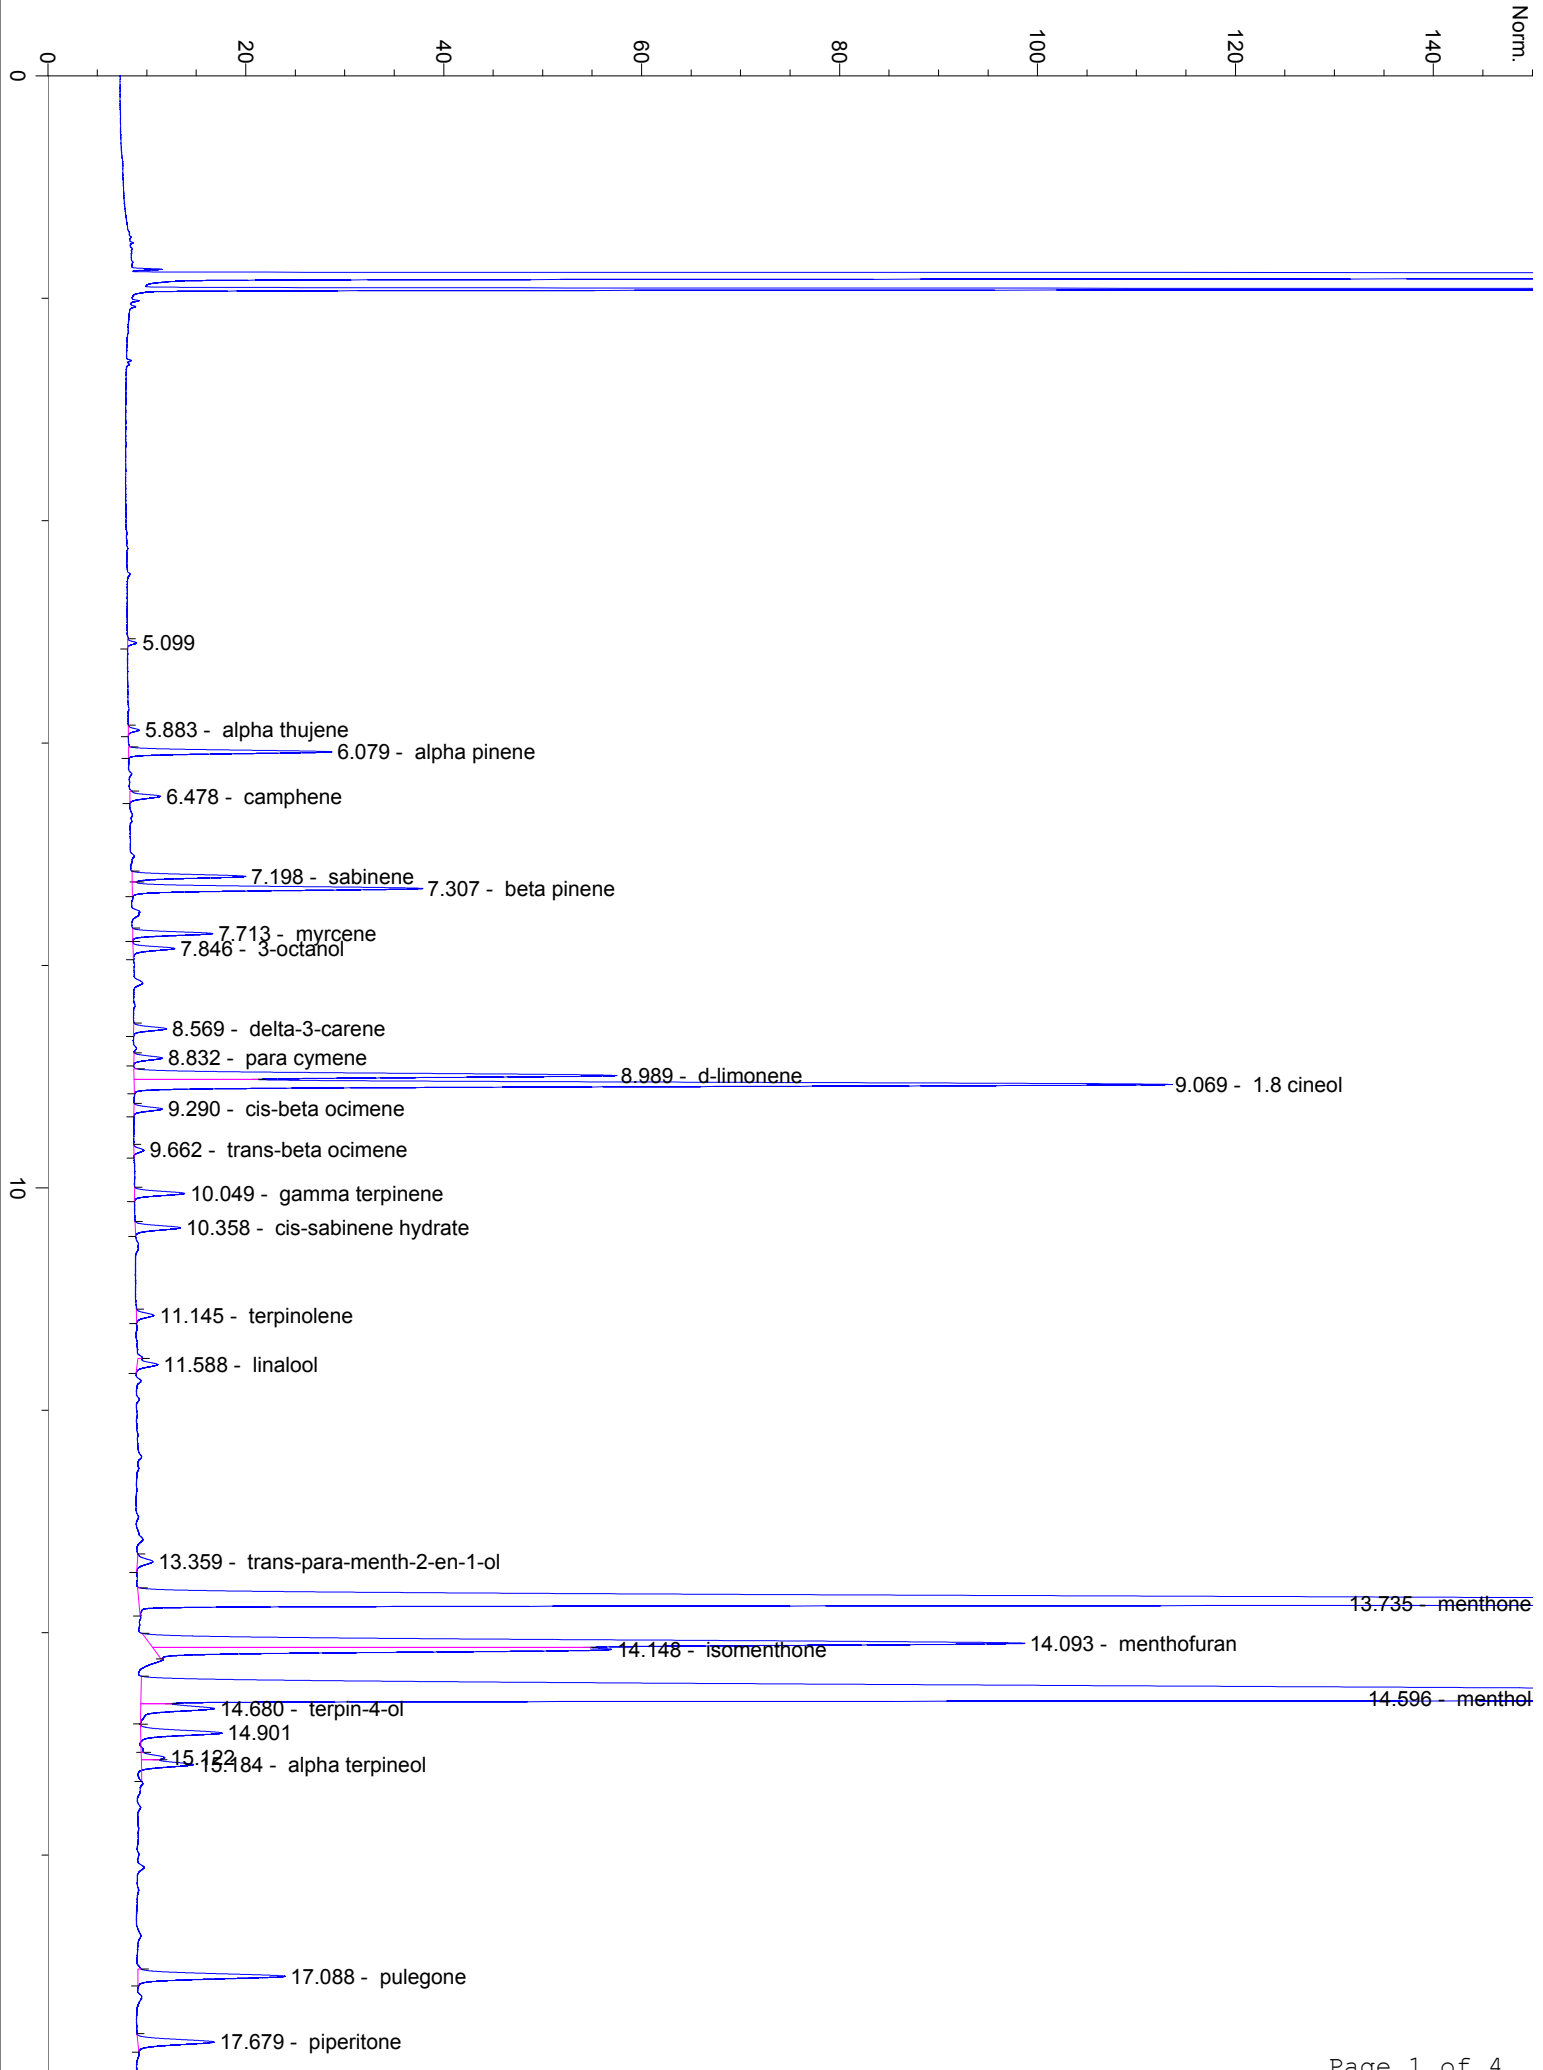 Norm.
0
20
40
60
80
100
120
140
0
5.099
5.883 - alpha thujene
6.079 - alpha pinene
6.478 - camphene
7.198 - sabinene
7.307 - beta pinene
7.713 - myrcene
7.846 - 3-octanol
8.569 - delta-3-carene
8.832 - para cymene
8.989 - d-limonene
9.069 - 1.8 cineol
9.290 - cis-beta ocimene
9.662 - trans-beta ocimene
10
10.049 - gamma terpinene
10.358 - cis-sabinene hydrate
11.145 - terpinolene
11.588 - linalool
13.359 - trans-para-menth-2-en-1-ol
13.735 - menthone
14.093 - menthofuran
14.148 - isomenthone
14.596 - menthol
14.680 - terpin-4-ol
14.901
15.122
15.184 - alpha terpineol
17.088 - pulegone
17.679 - piperitone
Page 1 of 4